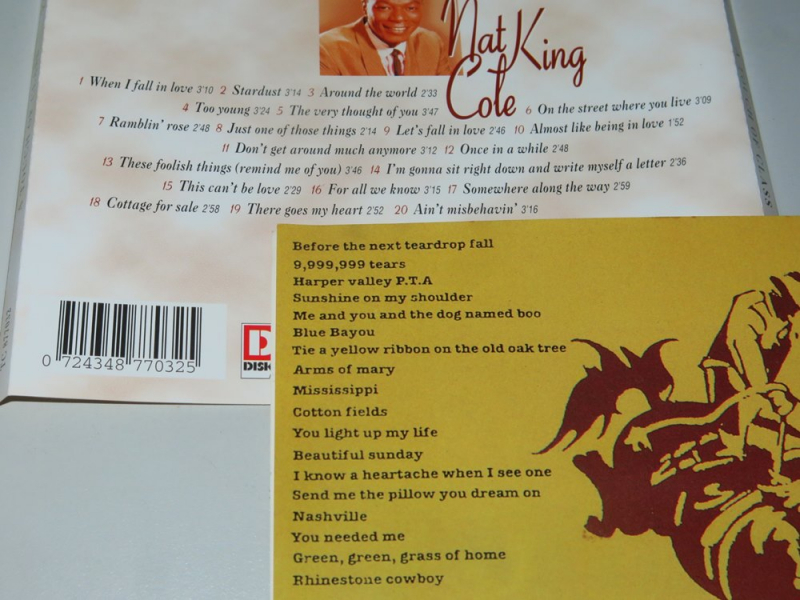 Nat King
Cole
1 When I fall in love 3'10 2 Stardust 3'14 3 Around the world 2'33
4 Too young 3'24 5 The very thought of you 3'47 6 On the street where you live 3'09
7 Ramblin' rose 2'48 8 Just one of those things 2'14 9 Let's fall in love 2'46 10 Almost like being in love 1'52
11 Don't get around much anymore 3'12 12 Once in a while 2'48
13 These foolish things (remind me of you) 3'46 14 I'm gonna sit right down and write myself a letter 2'36
15 This can't be love 2'29 16 For all we know 3'15 17 Somewhere along the way 2'59
18 Cottage for sale 2'58 19 There goes my heart 2'52 20 Ain't misbehavin' 3'16
0 724348 770325
DISK
Before the next teardrop fall
9,999,999 tears
Harper valley P.T.A
Sunshine on my shoulder
Me and you and the dog named boo
Blue Bayou
Tie a yellow ribbon on the old oak tree
Arms of mary
Mississippi
Cotton fields
You light up my life
Beautiful sunday
I know a heartache when I see one
Send me the pillow you dream on
Nashville
You needed me
Green, green, grass of home
Rhinestone cowboy